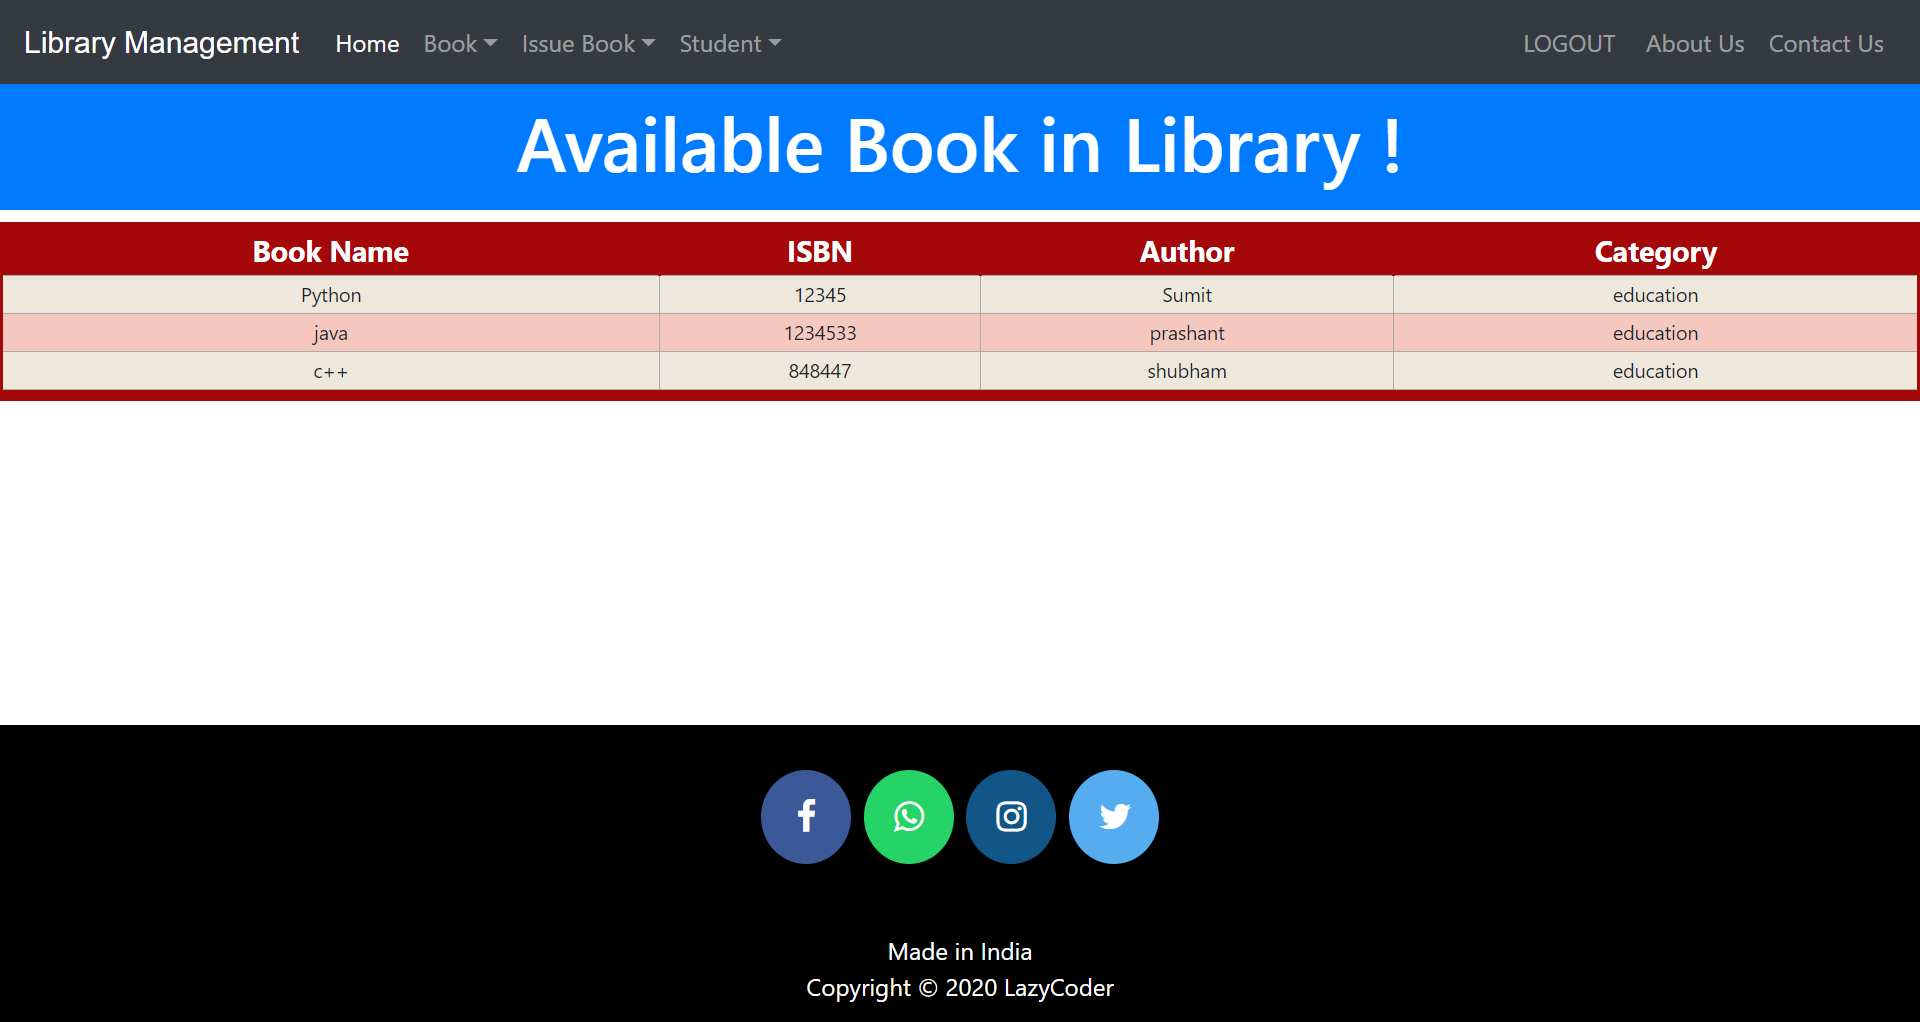 Library Management Home Book Issue Book Student LOGOUT About Us Contact Us
Available Book in Library !
Book Name ISBN Author Category
Python 12345 Sumit education
java 1234533 prashant education
c++ 848447 shubham education
Made in India
Copyright © 2020 LazyCoder